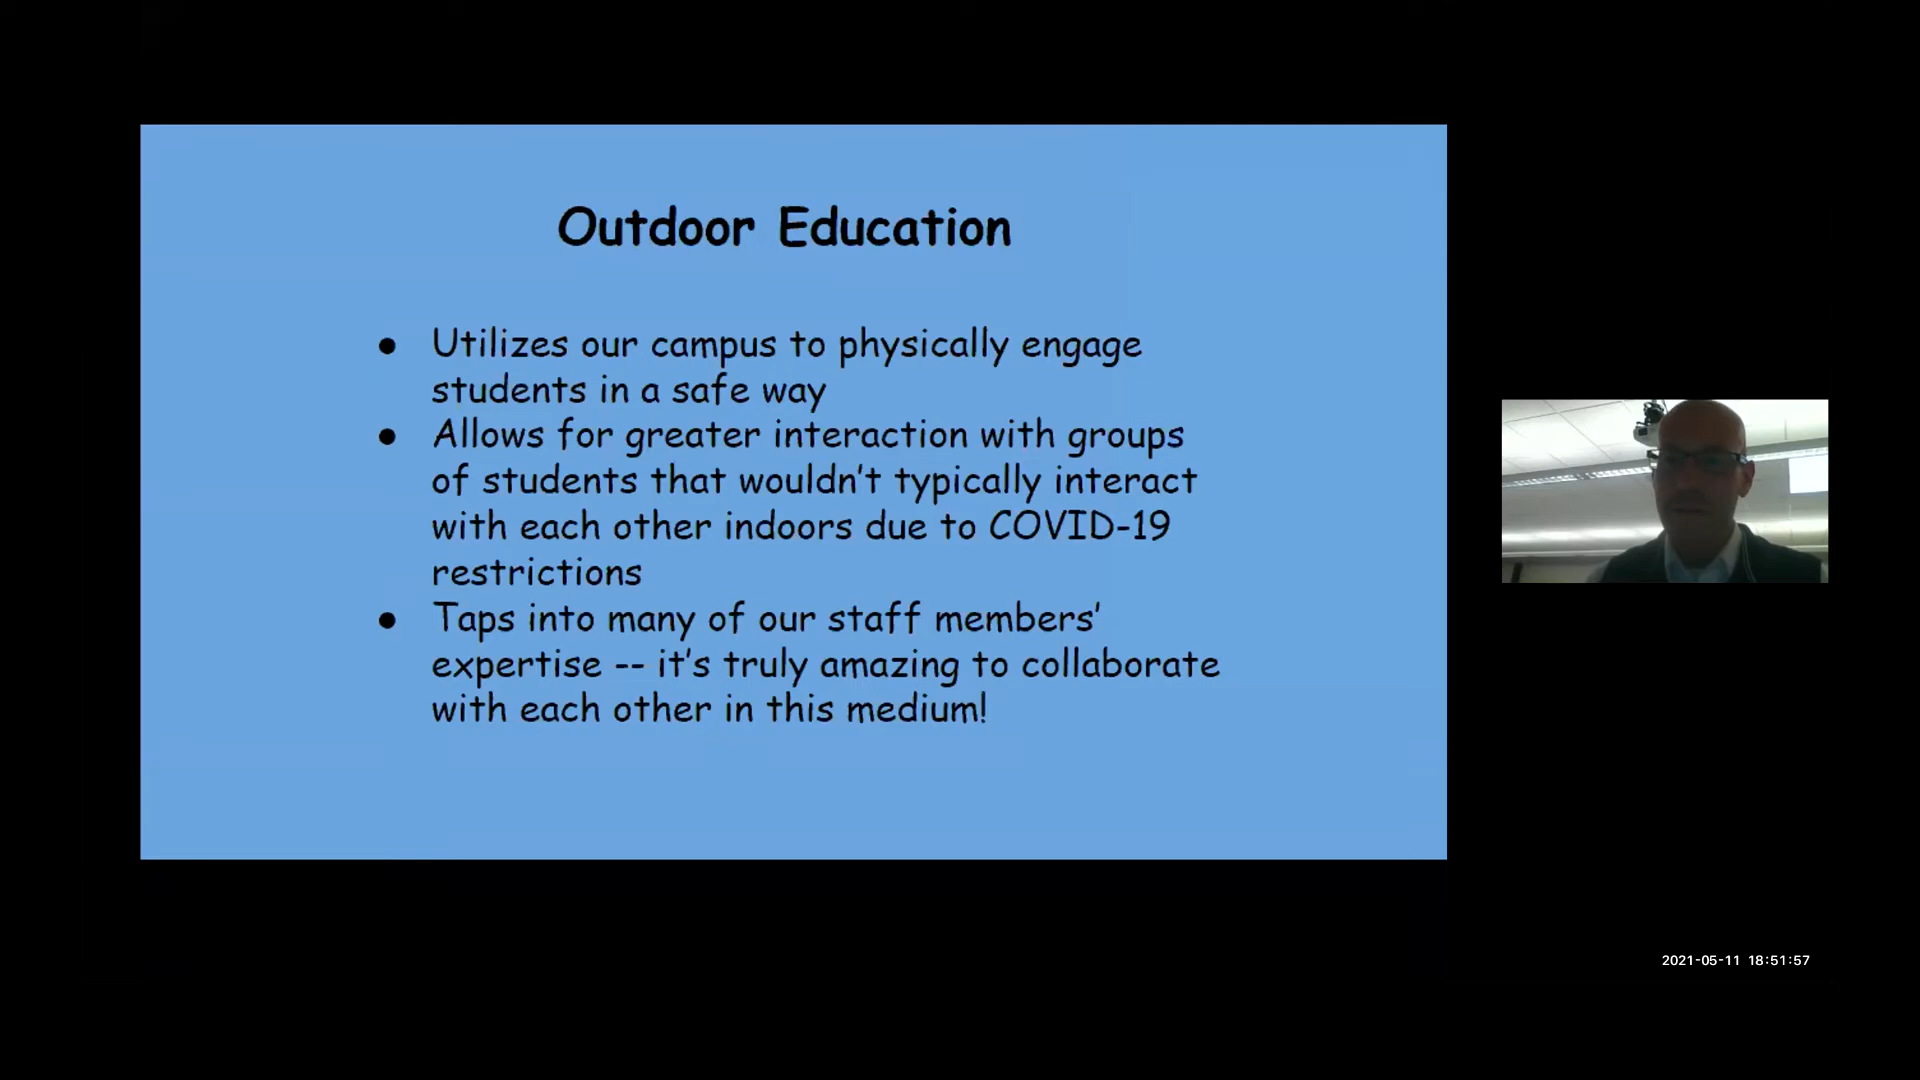 Outdoor Education
● Utilizes our campus to physically engage
students in a safe way
● Allows for greater interaction with groups
of students that wouldn't typically interact
with each other indoors due to COVID-19
restrictions
● Taps into many of our staff members'
expertise -- it's truly amazing to collaborate
with each other in this medium!
2021-05-11 18:51:57